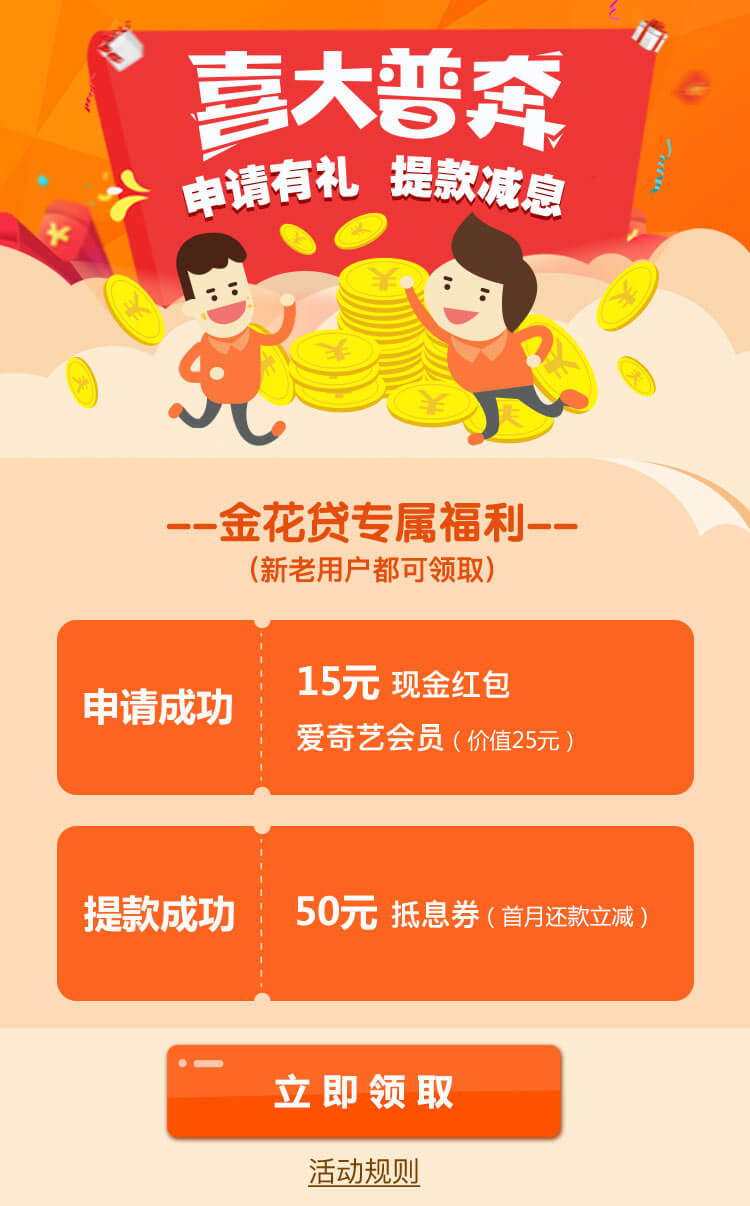 喜大普奔
申请有礼 提款减息
--金花贷专属福利--
（新老用户都可领取）
申请成功
15元 现金红包
爱奇艺会员（价值25元）
提款成功
50元 抵息券（首月还款立减）
立即领取
活动规则